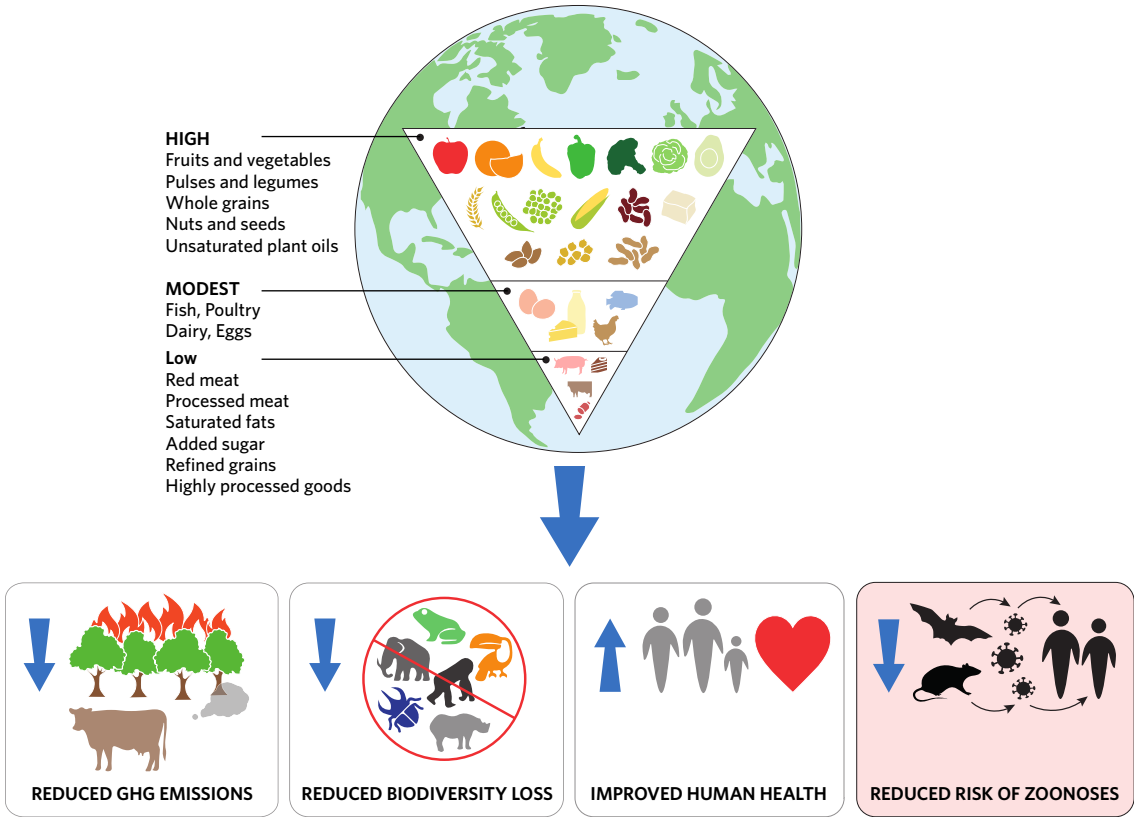 HIGH
Fruits and vegetables
Pulses and legumes
Whole grains
Nuts and seeds
Unsaturated plant oils
MODEST
Fish, Poultry
Dairy, Eggs
Low
Red meat
Processed meat
Saturated fats
Added sugar
Refined grains
Highly processed goods
REDUCED GHG EMISSIONS
REDUCED BIODIVERSITY LOSS
IMPROVED HUMAN HEALTH
REDUCED RISK OF ZOONOSES